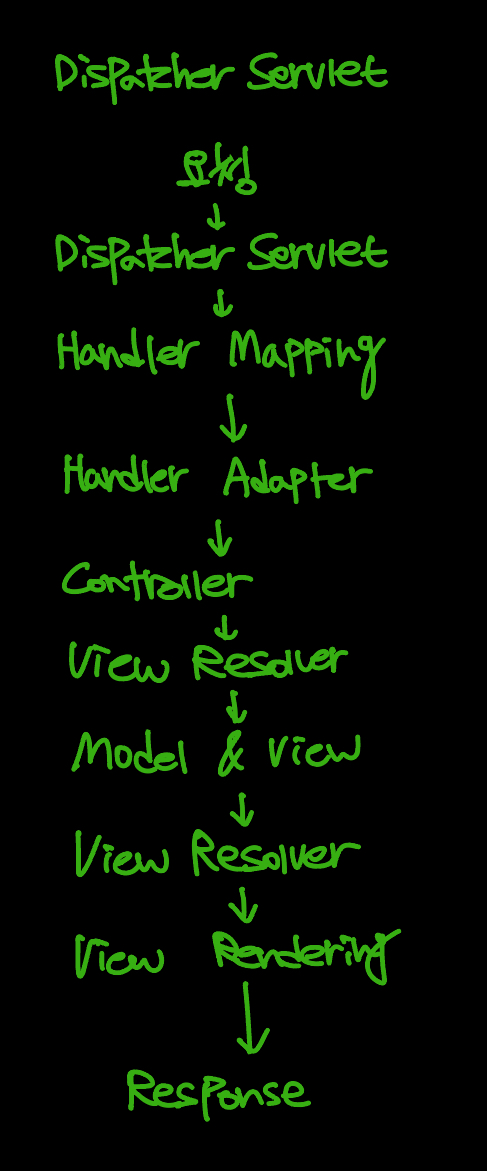 Dispatcher Servlet
요청
↓
Dispatcher Servlet
↓
Handler Mapping
↓
Handler Adapter
↓
Controller
↓
View Resolver
↓
Model & View
↓
View Resolver
↓
View Rendering
↓
Response